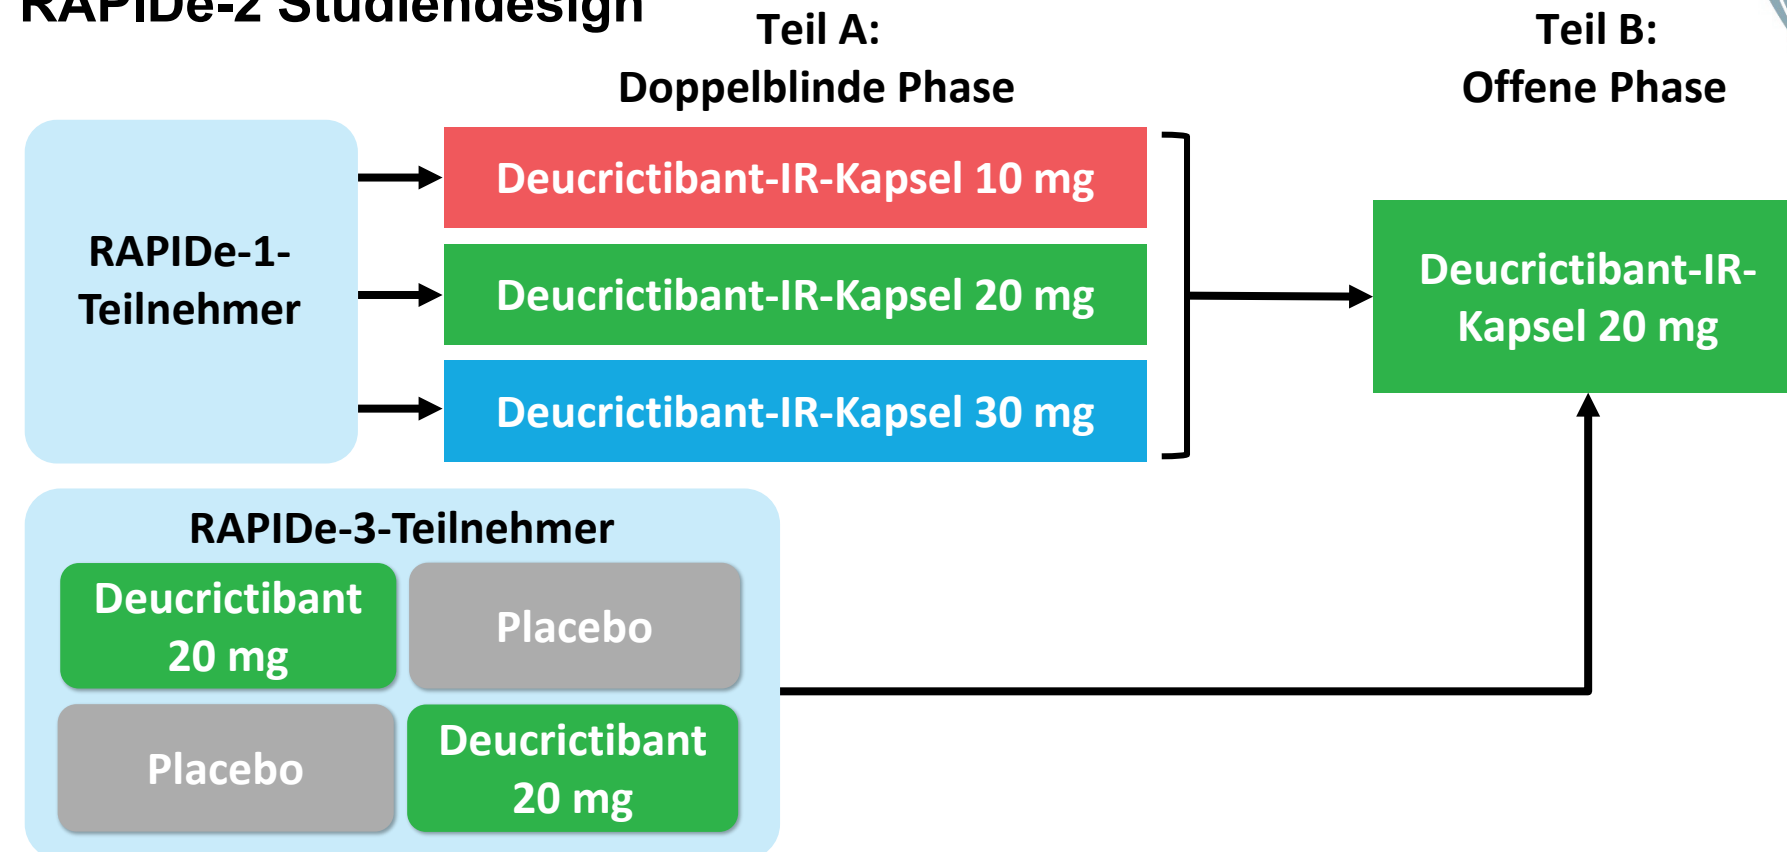 RAPIDe-2 Studiendesign
Teil A:
Doppelblinde Phase
Teil B:
Offene Phase
RAPIDe-1-
Teilnehmer
Deucrictibant-IR-Kapsel 10 mg
Deucrictibant-IR-Kapsel 20 mg
Deucrictibant-IR-Kapsel 30 mg
Deucrictibant-IR-
Kapsel 20 mg
RAPIDe-3-Teilnehmer
Deucrictibant
20 mg
Placebo
Placebo
Deucrictibant
20 mg